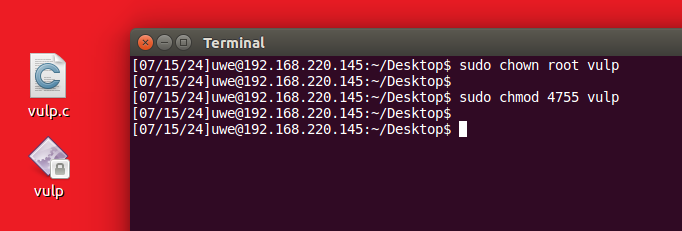 Terminal
[07/15/24]uwe@192.168.220.145:~/Desktop$ sudo chown root vulp
[07/15/24]uwe@192.168.220.145:~/Desktop$
[07/15/24]uwe@192.168.220.145:~/Desktop$ sudo chmod 4755 vulp
[07/15/24]uwe@192.168.220.145:~/Desktop$
[07/15/24]uwe@192.168.220.145:~/Desktop$
C
vulp.c
vulp